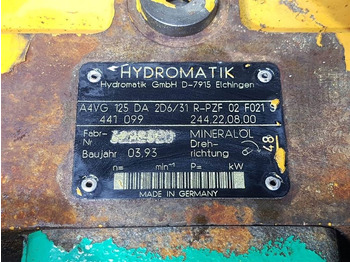 HYDROMATIK
Hydromatik GmbH D-7915 Elchingen
A4VG 125 DA 2D6/31 R-PZF 02 F021 S
441 099 244.22.08.00
Fabr- MINERALÖL
Nr Dreh-
Baujahr 03.93 richtung
n= min⁻¹ P= kW
MADE IN GERMANY
48